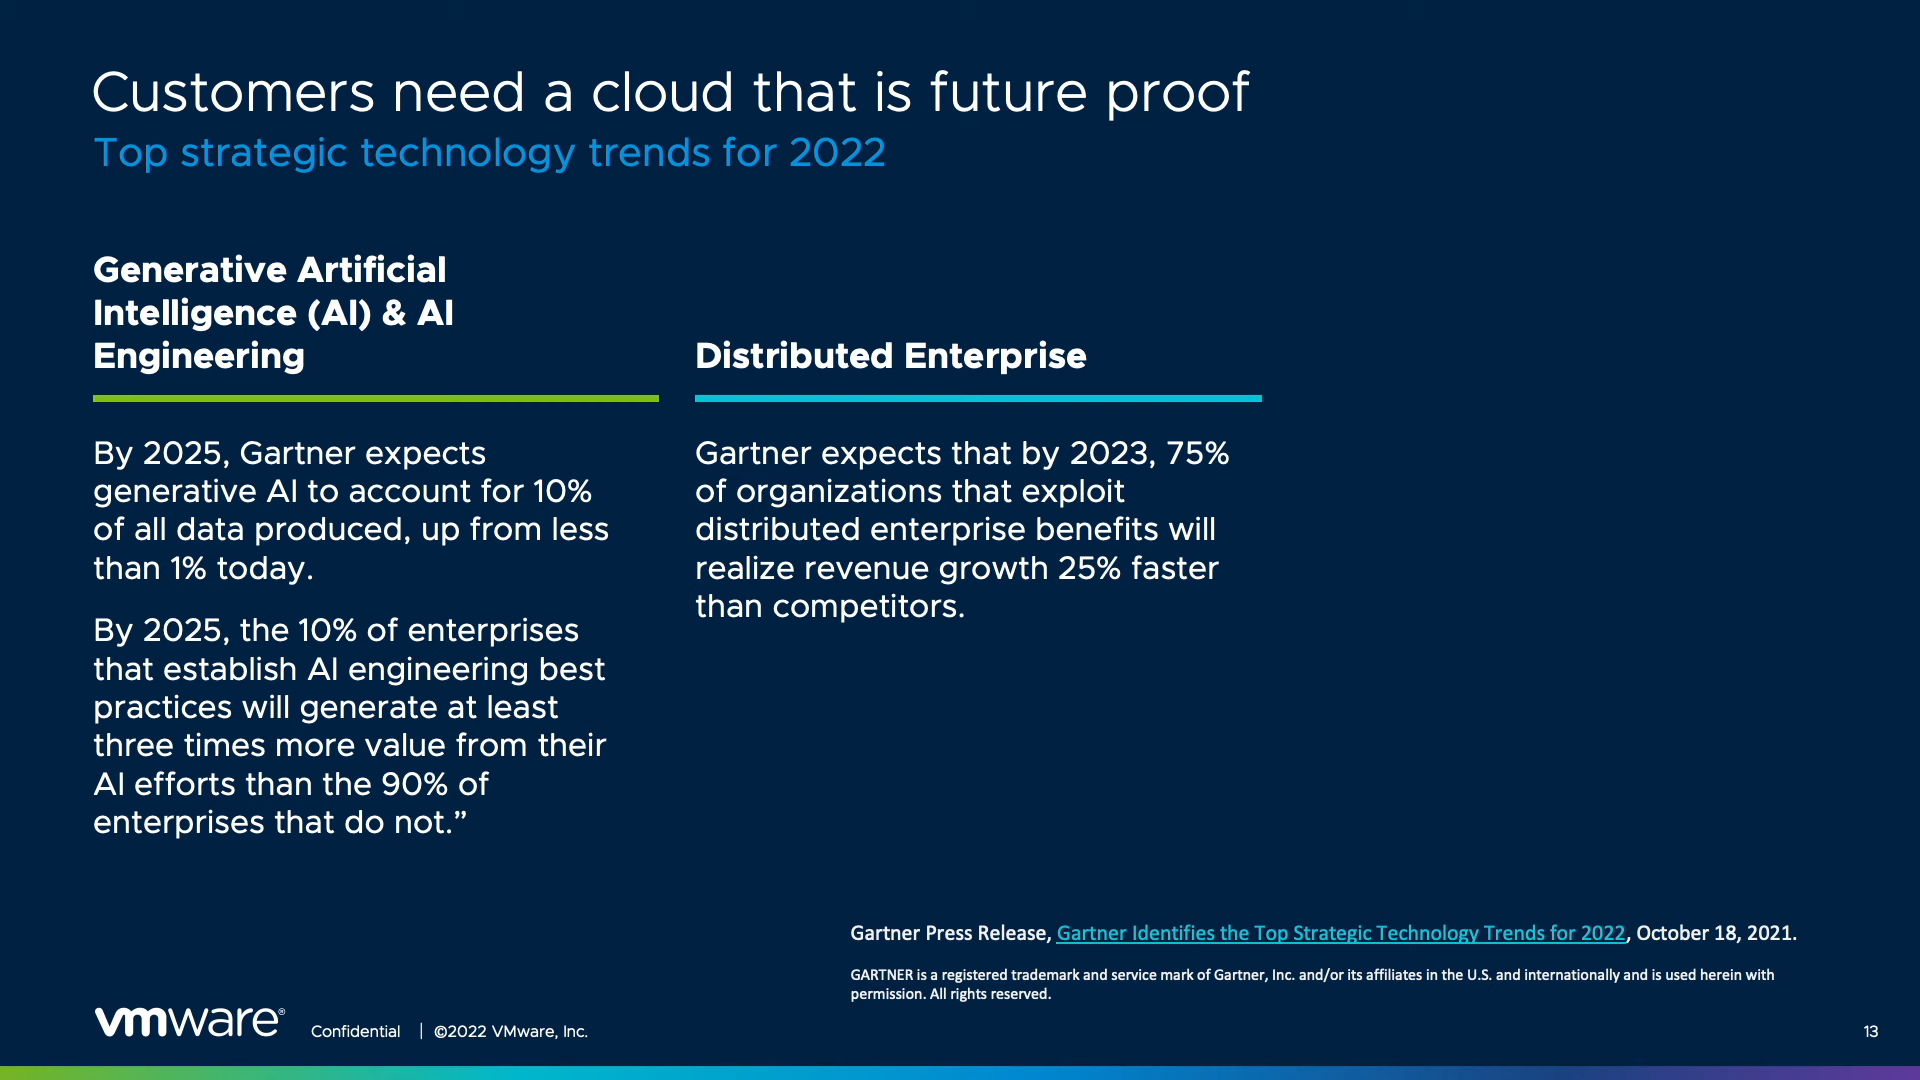 Customers need a cloud that is future proof
Top strategic technology trends for 2022
Generative Artificial
Intelligence (AI) & AI
Engineering
By 2025, Gartner expects
generative AI to account for 10%
of all data produced, up from less
than 1% today.
By 2025, the 10% of enterprises
that establish AI engineering best
practices will generate at least
three times more value from their
AI efforts than the 90% of
enterprises that do not.”
Distributed Enterprise
Gartner expects that by 2023, 75%
of organizations that exploit
distributed enterprise benefits will
realize revenue growth 25% faster
than competitors.
Gartner Press Release, Gartner Identifies the Top Strategic Technology Trends for 2022, October 18, 2021.
GARTNER is a registered trademark and service mark of Gartner, Inc. and/or its affiliates in the U.S. and internationally and is used herein with
permission. All rights reserved.
vmware® Confidential | ©2022 VMware, Inc. 13